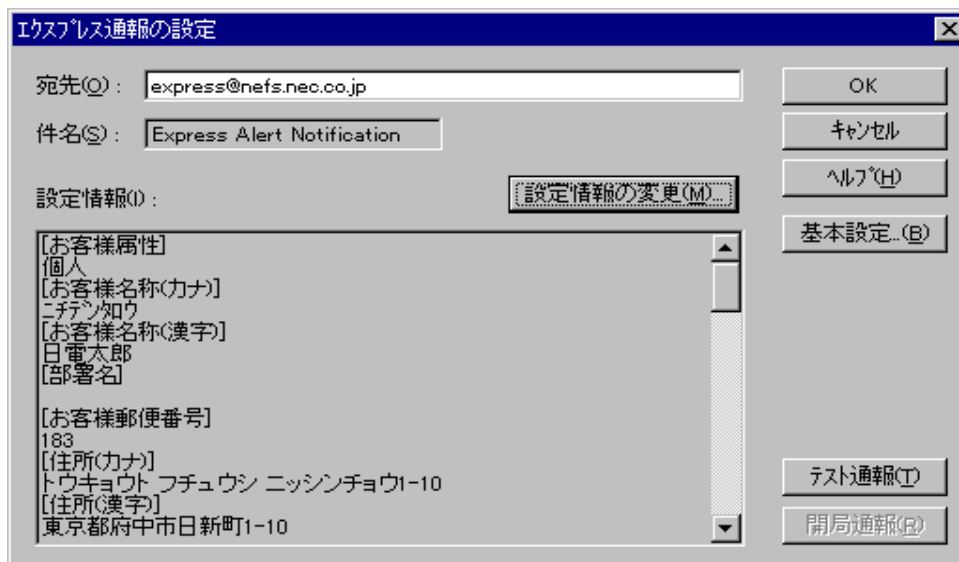 ｴｸｽﾌﾟﾚｽ通報の設定
宛先(O)： express@nefs.nec.co.jp
OK
件名(S)： Express Alert Notification
ｷｬﾝｾﾙ
ﾍﾙﾌﾟ(H)
設定情報(I)：
設定情報の変更(M)...
基本設定...(B)
[お客様属性]
個人
[お客様名称(カナ)]
ﾆﾁﾃﾞﾝﾀﾛｳ
[お客様名称(漢字)]
日電太郎
[部署名]
[お客様郵便番号]
183
[住所(カナ)]
トウキョウト フチュウシ ニッシンチョウ1-10
[住所(漢字)]
東京都府中市日新町1-10
ﾃｽﾄ通報(T)
開局通報(R)